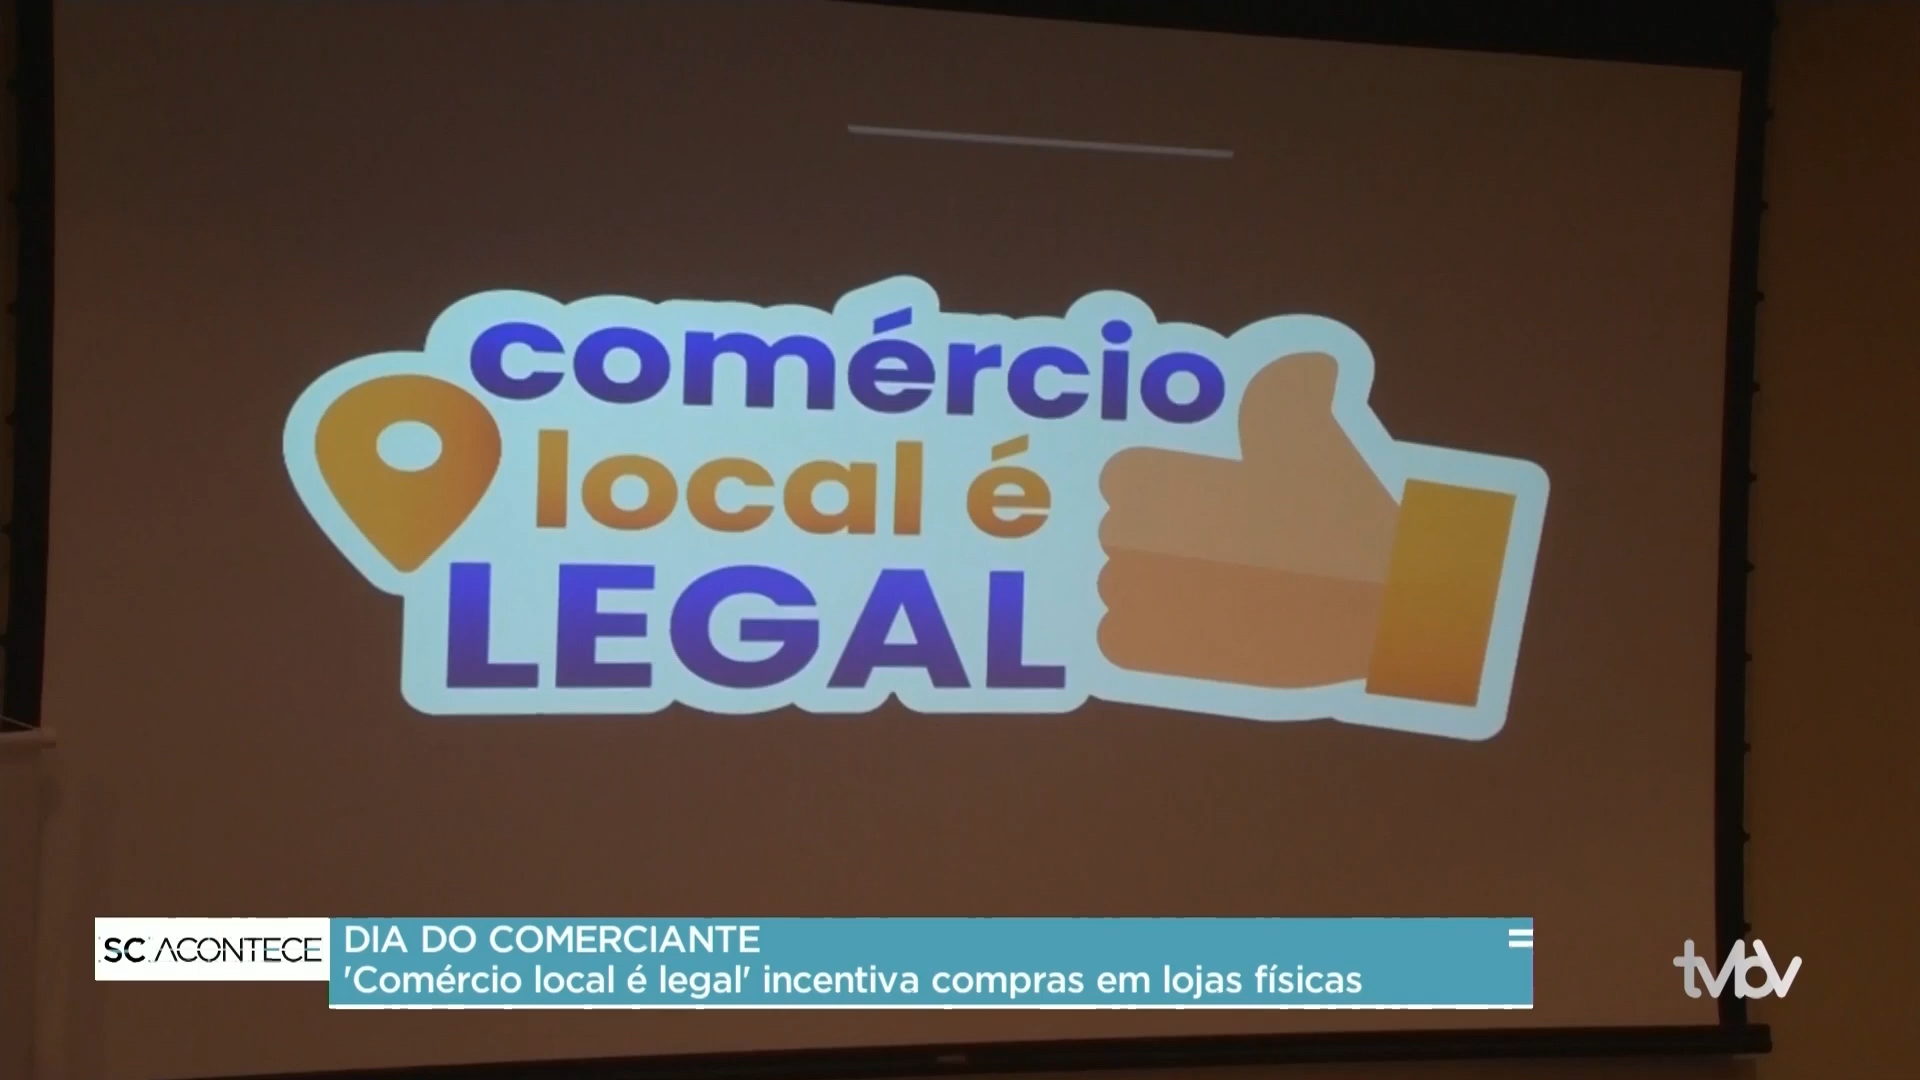 comércio
local é
LEGAL
SC ACONTECE
DIA DO COMERCIANTE
'Comércio local é legal' incentiva compras em lojas físicas
tvbv